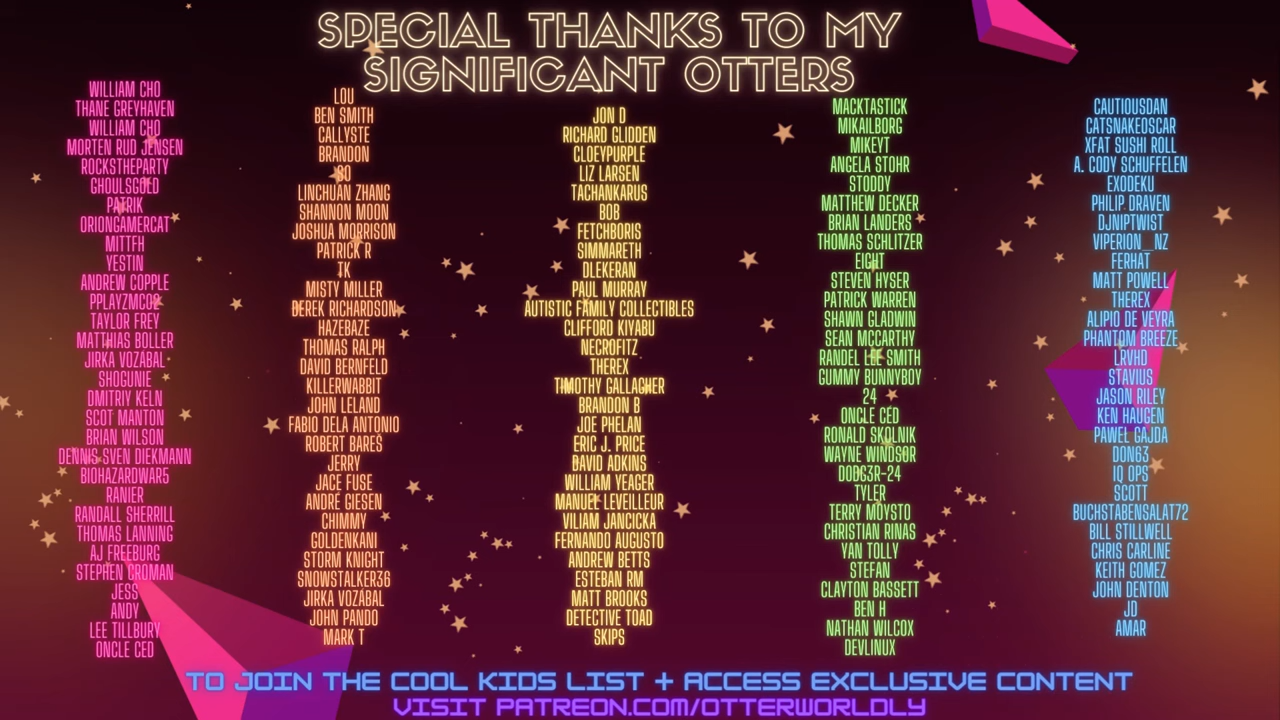 SPECIAL THANKS TO MY
SIGNIFICANT OTTERS
WILLIAM CHO
THANE GREYHAVEN
WILLIAM CHO
MORTEN RUD JENSEN
ROCKSTHEPARTY
GHOULSGOLD
PATRIK
ORIONGAMERCAT
MITTFH
YESTIN
ANDREW COPPLE
PPLAYZMC02
TAYLOR FREY
MATTHIAS BOLLER
JIRKA VOZÁBAL
SHOGUNIE
DMITRIY KELN
SCOT MANTON
BRIAN WILSON
DENNIS SVEN DIEKMANN
BIOHAZARDWAR5
RANIER
RANDALL SHERRILL
THOMAS LANNING
AJ FREEBURG
STEPHEN CROMAN
JESS
ANDY
LEE TILLBURY
ONCLE CED
LOU
BEN SMITH
CALLYSTE
BRANDON
BO
LINCHUAN ZHANG
SHANNON MOON
JOSHUA MORRISON
PATRICK R
TK
MISTY MILLER
DEREK RICHARDSON
HAZEBAZE
THOMAS RALPH
DAVID BERNFELD
KILLERWABBIT
JOHN LELAND
FABIO DELA ANTONIO
ROBERT BARES
JERRY
JACE FUSE
ANDRÉ GIESEN
CHIMMY
GOLDENKANI
STORM KNIGHT
SNOWSTALKER36
JIRKA VOZÁBAL
JOHN PANDO
MARK T
JON D
RICHARD GLIDDEN
CLOEYPURPLE
LIZ LARSEN
TACHANKARUS
BOB
FETCHBORIS
SIMMARETH
DLEKERAN
PAUL MURRAY
AUTISTIC FAMILY COLLECTIBLES
CLIFFORD KIYABU
NECROFITZ
THEREX
TIMOTHY GALLAGHER
BRANDON B
JOE PHELAN
ERIC J. PRICE
DAVID ADKINS
WILLIAM YEAGER
MANUEL LEVEILLEUR
VILIAM JANCICKA
FERNANDO AUGUSTO
ANDREW BETTS
ESTEBAN RM
MATT BROOKS
DETECTIVE TOAD
SKIPS
MACKTASTICK
MIKAILBORG
MIKEYT
ANGELA STOHR
STODDY
MATTHEW DECKER
BRIAN LANDERS
THOMAS SCHLITZER
EIGHT
STEVEN HYSER
PATRICK WARREN
SHAWN GLADWIN
SEAN MCCARTHY
RANDEL LEE SMITH
GUMMY BUNNYBOY
24
ONCLE CED
RONALD SKOLNIK
WAYNE WINDSOR
DODG3R-24
TYLER
TERRY MOYSTO
CHRISTIAN RINAS
YAN TOLLY
STEFAN
CLAYTON BASSETT
BEN H
NATHAN WILCOX
DEVLINUX
CAUTIOUSDAN
CATSNAKEOSCAR
XFAT SUSHI ROLL
A. CODY SCHUFFELEN
EXODEKU
PHILIP DRAVEN
DJNIPTWIST
VIPERION_NZ
FERHAT
MATT POWELL
THEREX
ALIPIO DE VEYRA
PHANTOM BREEZE
LRVHD
STAVIUS
JASON RILEY
KEN HAUGEN
PAWEL GAJDA
DON63
IQ OPS
SCOTT
BUCHSTABENSALAT72
BILL STILLWELL
CHRIS CARLINE
KEITH GOMEZ
JOHN DENTON
JD
AMAR
TO JOIN THE COOL KIDS LIST + ACCESS EXCLUSIVE CONTENT
VISIT PATREON.COM/OTTERWORLDLY